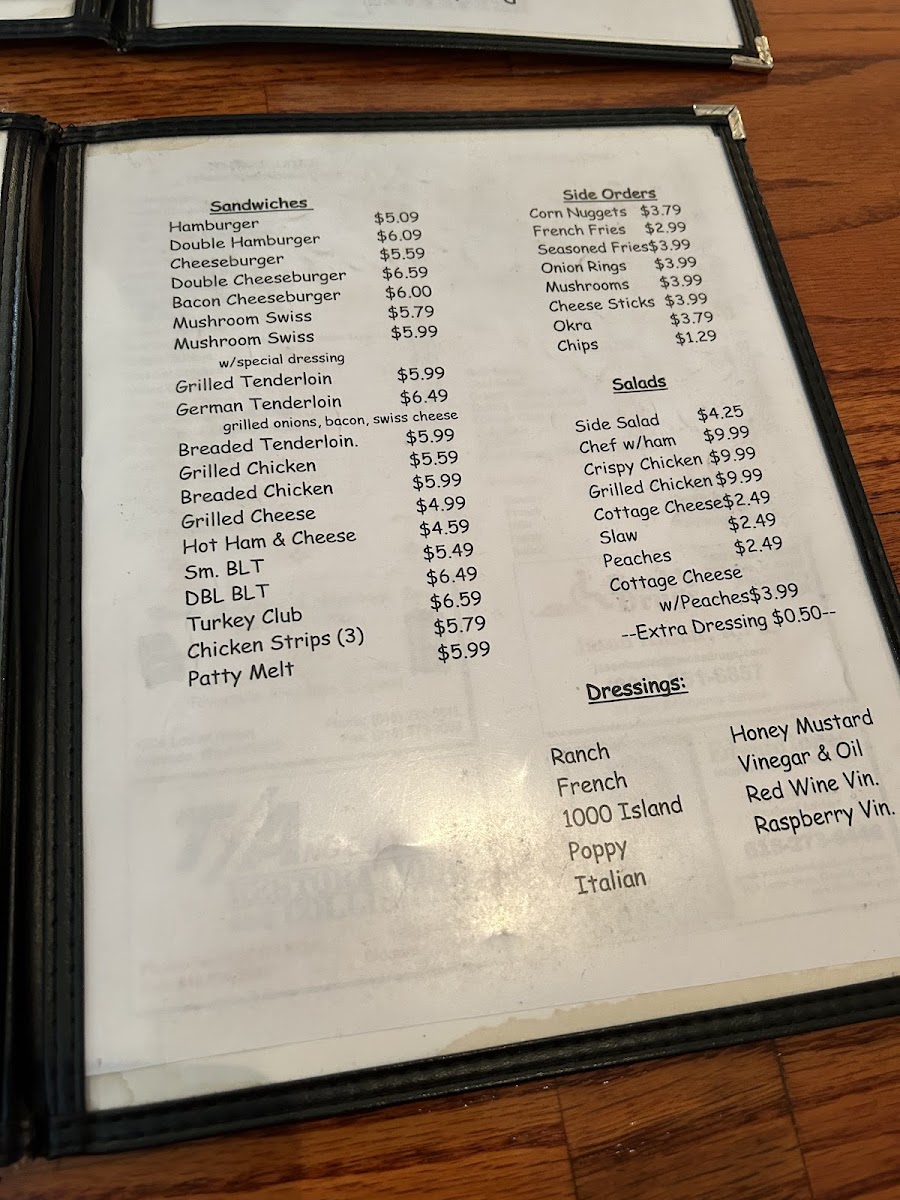 Sandwiches
Hamburger $5.09
Double Hamburger $6.09
Cheeseburger $5.59
Double Cheeseburger $6.59
Bacon Cheeseburger $6.00
Mushroom Swiss $5.79
Mushroom Swiss $5.99
w/special dressing
Grilled Tenderloin $5.99
German Tenderloin $6.49
grilled onions, bacon, swiss cheese
Breaded Tenderloin. $5.99
Grilled Chicken $5.59
Breaded Chicken $5.99
Grilled Cheese $4.99
Hot Ham & Cheese $4.59
Sm. BLT $5.49
DBL BLT $6.49
Turkey Club $6.59
Chicken Strips (3) $5.79
Patty Melt $5.99
Side Orders
Corn Nuggets $3.79
French Fries $2.99
Seasoned Fries$3.99
Onion Rings $3.99
Mushrooms $3.99
Cheese Sticks $3.99
Okra $3.79
Chips $1.29
Salads
Side Salad $4.25
Chef w/ham $9.99
Crispy Chicken $9.99
Grilled Chicken $9.99
Cottage Cheese$2.49
Slaw $2.49
Peaches $2.49
Cottage Cheese
w/Peaches$3.99
--Extra Dressing $0.50--
Dressings:
Ranch
French
1000 Island
Poppy
Italian
Honey Mustard
Vinegar & Oil
Red Wine Vin.
Raspberry Vin.